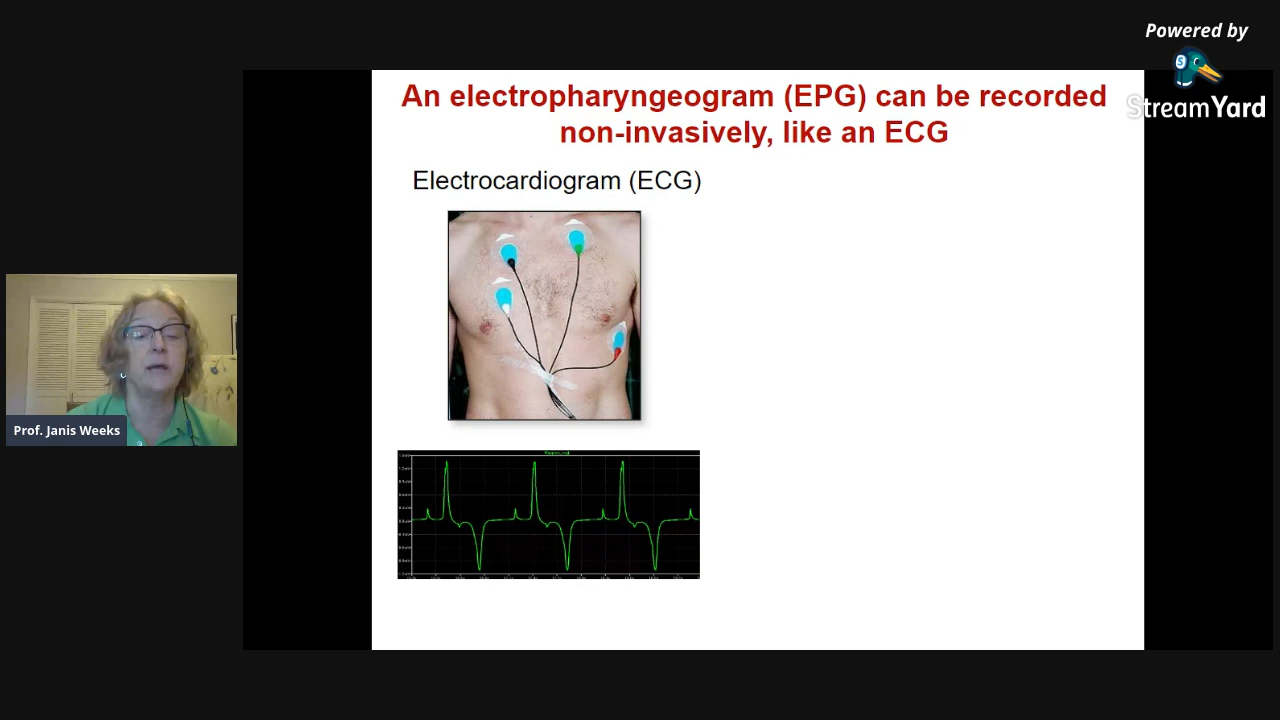 Powered by
StreamYard
An electropharyngeogram (EPG) can be recorded
non-invasively, like an ECG
Electrocardiogram (ECG)
Prof. Janis Weeks